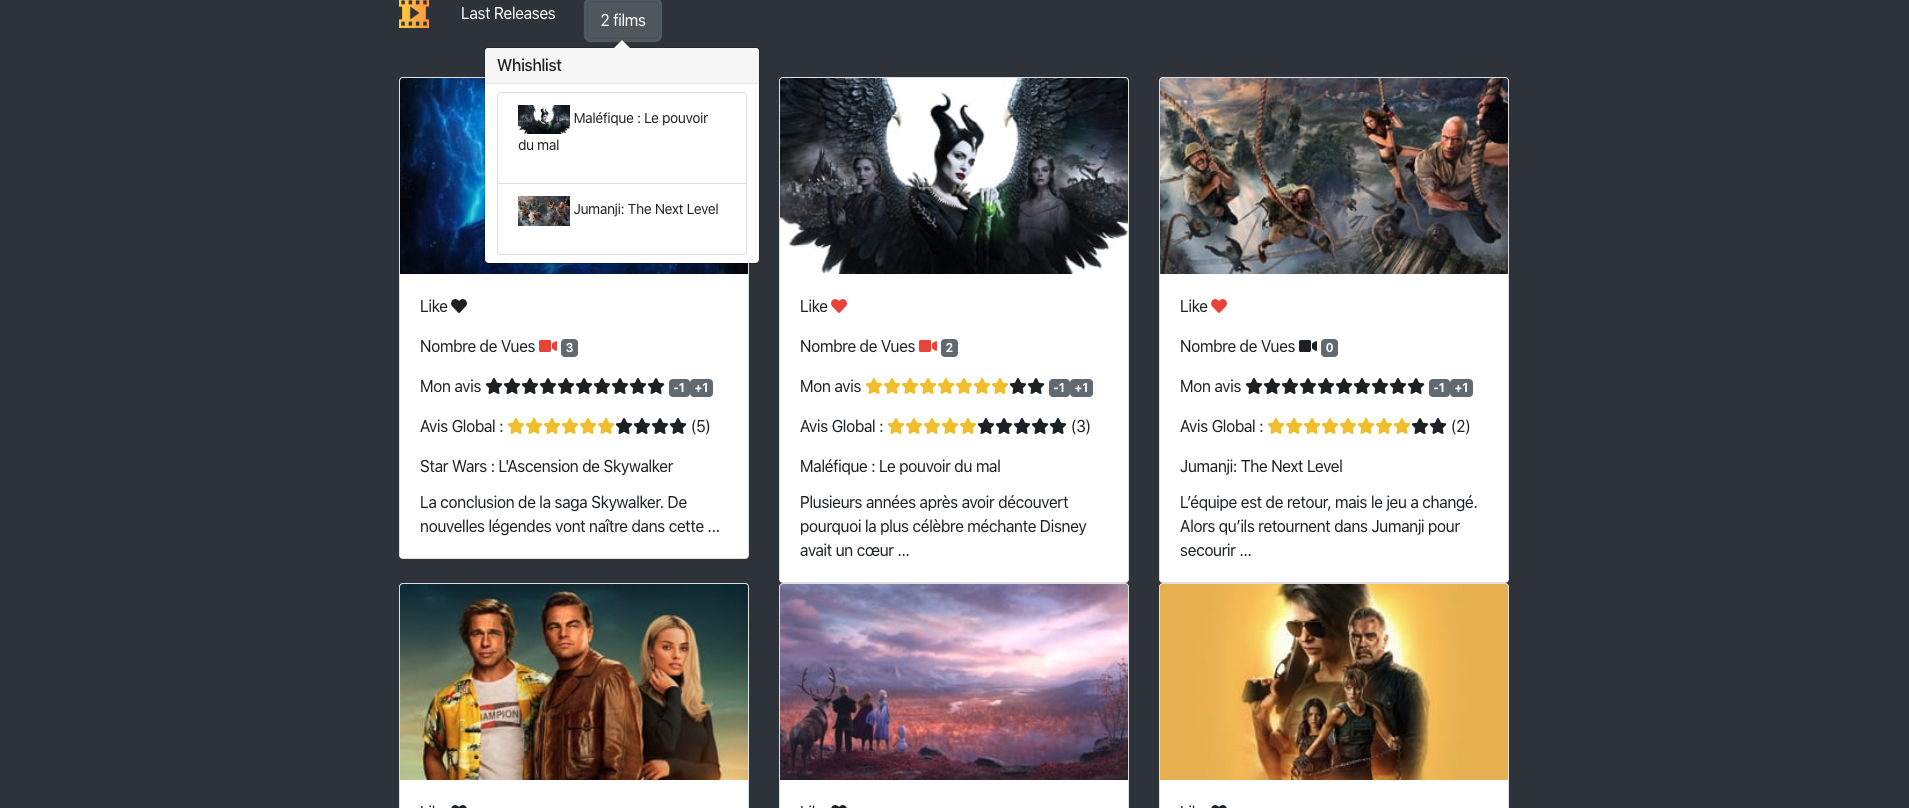 Last Releases
2 films
Whishlist
Maléfique : Le pouvoir
du mal
Jumanji: The Next Level
Like
Nombre de Vues 3
Mon avis -1 +1
Avis Global : (5)
Star Wars : L'Ascension de Skywalker
La conclusion de la saga Skywalker. De
nouvelles légendes vont naître dans cette ...
Like
Nombre de Vues 2
Mon avis -1 +1
Avis Global : (3)
Maléfique : Le pouvoir du mal
Plusieurs années après avoir découvert
pourquoi la plus célèbre méchante Disney
avait un cœur ...
Like
Nombre de Vues 0
Mon avis -1 +1
Avis Global : (2)
Jumanji: The Next Level
L’équipe est de retour, mais le jeu a changé.
Alors qu’ils retournent dans Jumanji pour
secourir ...
CHAMPION
Like
Like
Like